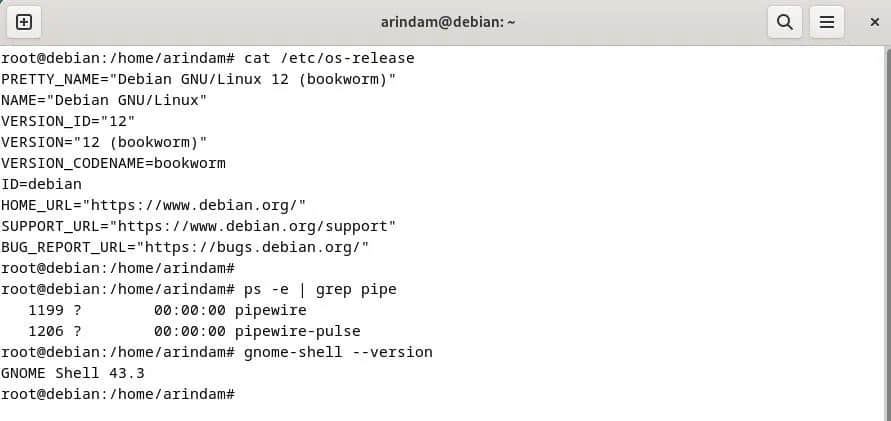 arindam@debian: ~
root@debian:/home/arindam# cat /etc/os-release
PRETTY_NAME="Debian GNU/Linux 12 (bookworm)"
NAME="Debian GNU/Linux"
VERSION_ID="12"
VERSION="12 (bookworm)"
VERSION_CODENAME=bookworm
ID=debian
HOME_URL="https://www.debian.org/"
SUPPORT_URL="https://www.debian.org/support"
BUG_REPORT_URL="https://bugs.debian.org/"
root@debian:/home/arindam#
root@debian:/home/arindam# ps -e | grep pipe
   1199 ?        00:00:00 pipewire
   1206 ?        00:00:00 pipewire-pulse
root@debian:/home/arindam# gnome-shell --version
GNOME Shell 43.3
root@debian:/home/arindam#